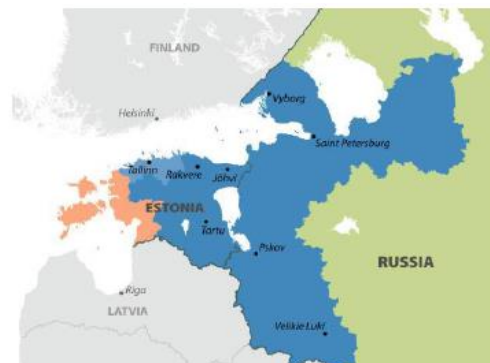 FINLAND
Vyborg
Helsinki
Saint Petersburg
Tallinn
Rakvere
Jõhvi
ESTONIA
Tartu
Pskov
RUSSIA
Riga
LATVIA
Velikie Luki